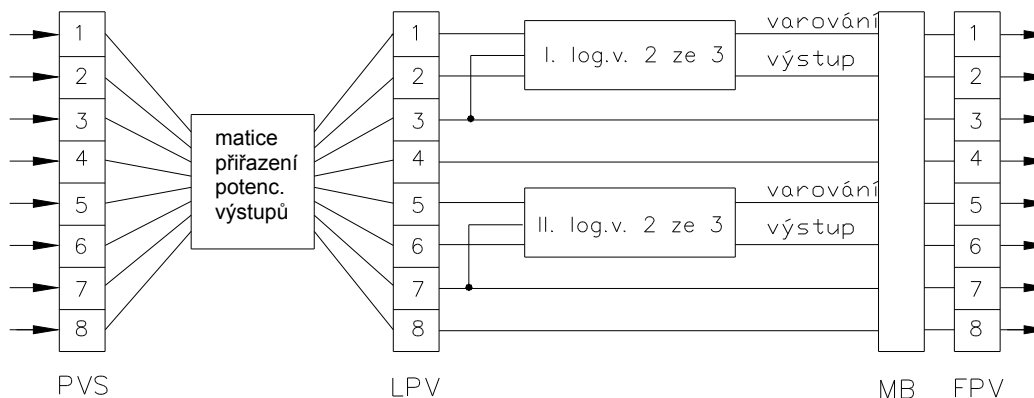 1
2
3
4
5
6
7
8
PVS
matice
přiřazení
potenc.
výstupů
1
2
3
4
5
6
7
8
LPV
I. log.v. 2 ze 3
varování
výstup
II. log.v. 2 ze 3
varování
výstup
MB
1
2
3
4
5
6
7
8
FPV